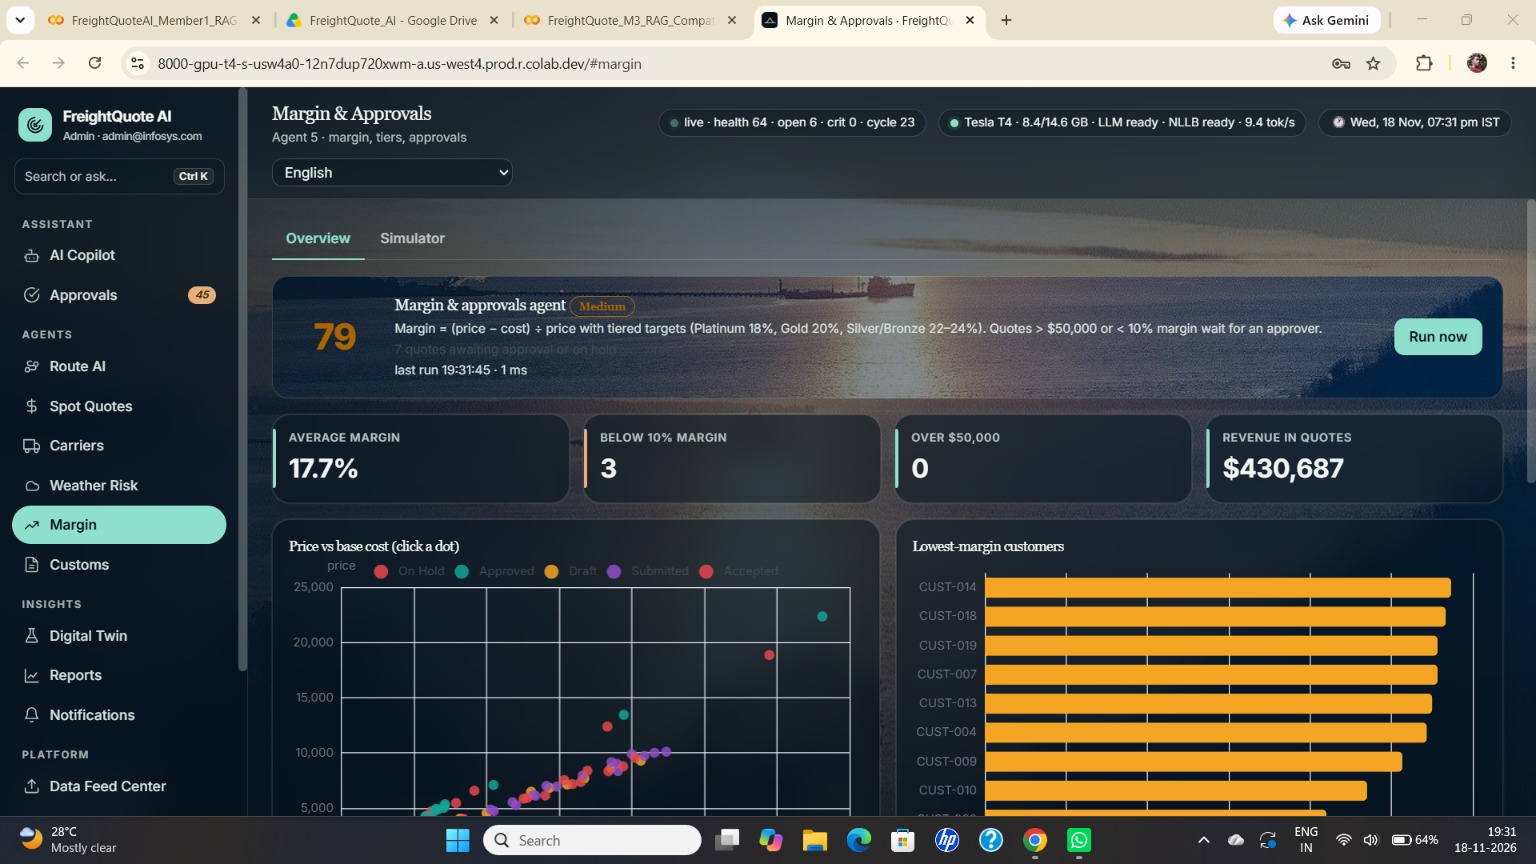 FreightQuoteAI_Member1_RAG
FreightQuote_AI - Google Drive
FreightQuote_M3_RAG_Compat
Margin & Approvals · FreightQu
Ask Gemini
8000-gpu-t4-s-usw4a0-12n7dup720xwm-a.us-west4.prod.r.colab.dev/#margin
FreightQuote AI
Admin · admin@infosys.com
Search or ask...
Ctrl K
ASSISTANT
AI Copilot
Approvals
45
AGENTS
Route AI
Spot Quotes
Carriers
Weather Risk
Margin
Customs
INSIGHTS
Digital Twin
Reports
Notifications
PLATFORM
Data Feed Center
Margin & Approvals
Agent 5 · margin, tiers, approvals
live · health 64 · open 6 · crit 0 · cycle 23
Tesla T4 · 8.4/14.6 GB · LLM ready · NLLB ready · 9.4 tok/s
Wed, 18 Nov, 07:31 pm IST
English
Overview
Simulator
79
Margin & approvals agent
Medium
Margin = (price − cost) ÷ price with tiered targets (Platinum 18%, Gold 20%, Silver/Bronze 22–24%). Quotes > $50,000 or < 10% margin wait for an approver.
7 quotes awaiting approval or on hold
last run 19:31:45 · 1 ms
Run now
AVERAGE MARGIN
17.7%
BELOW 10% MARGIN
3
OVER $50,000
0
REVENUE IN QUOTES
$430,687
Price vs base cost (click a dot)
price
On Hold
Approved
Draft
Submitted
Accepted
25,000
20,000
15,000
10,000
5,000
Lowest-margin customers
CUST-014
CUST-018
CUST-019
CUST-007
CUST-013
CUST-004
CUST-009
CUST-010
28°C
Mostly clear
Search
ENG
IN
64%
19:31
18-11-2026